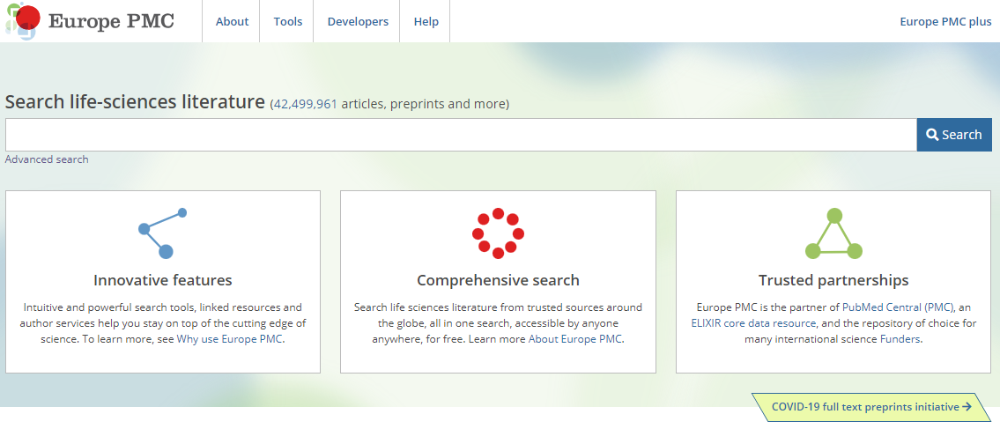 Europe PMC
About
Tools
Developers
Help
Europe PMC plus
Search life-sciences literature (42,499,961 articles, preprints and more)
Search
Advanced search
Innovative features
Intuitive and powerful search tools, linked resources and
author services help you stay on top of the cutting edge of
science. To learn more, see Why use Europe PMC.
Comprehensive search
Search life sciences literature from trusted sources around
the globe, all in one search, accessible by anyone
anywhere, for free. Learn more About Europe PMC.
Trusted partnerships
Europe PMC is the partner of PubMed Central (PMC), an
ELIXIR core data resource, and the repository of choice for
many international science Funders.
COVID-19 full text preprints initiative →